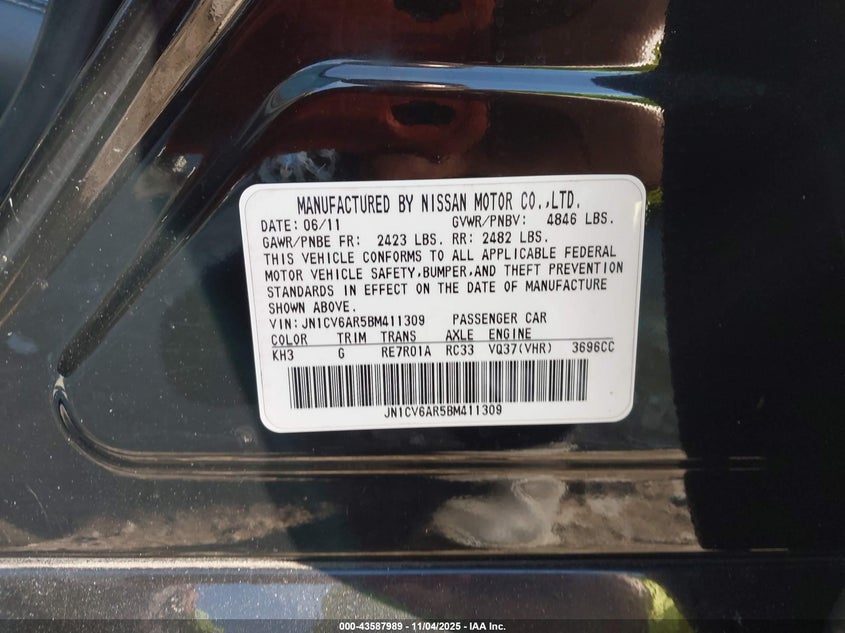 MANUFACTURED BY NISSAN MOTOR CO.,LTD.
DATE: 06/11 GVWR/PNBV: 4846 LBS.
GAWR/PNBE FR: 2423 LBS. RR: 2482 LBS.
THIS VEHICLE CONFORMS TO ALL APPLICABLE FEDERAL
MOTOR VEHICLE SAFETY,BUMPER,AND THEFT PREVENTION
STANDARDS IN EFFECT ON THE DATE OF MANUFACTURE
SHOWN ABOVE.
VIN: JN1CV6AR5BM411309 PASSENGER CAR
COLOR TRIM TRANS AXLE ENGINE
KH3 G RE7R01A RC33 VQ37(VHR) 3696CC
JN1CV6AR5BM411309
000-43587989 - 11/04/2025 - IAA Inc.